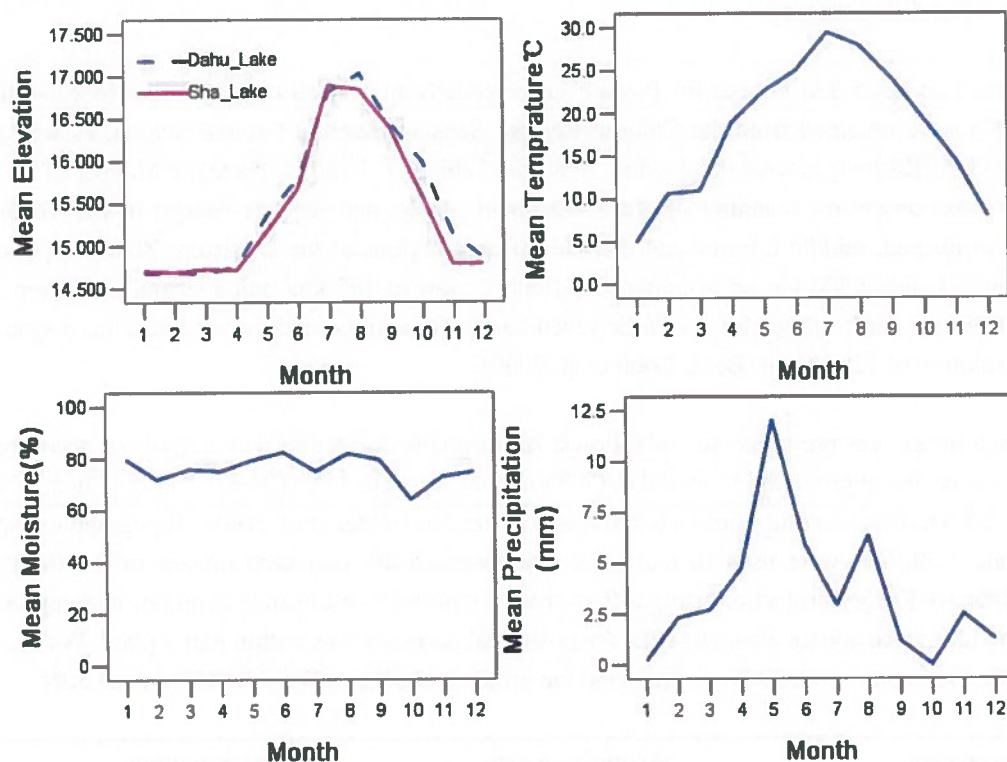 17.500
17.000
16.500
16.000
15.500
15.000
14.500
Mean Elevation
Dahu_Lake
Sha_Lake
1 2 3 4 5 6 7 8 9 10 11 12
Month
30.0
25.0
20.0
15.0
10.0
5.0
0.0
Mean Temprature℃
1 2 3 4 5 6 7 8 9 10 11 12
Month
100
80
60
40
20
0
Mean Moisture(%)
1 2 3 4 5 6 7 8 9 10 11 12
Month
12.5
10
7.5
5
2.5
0
Mean Precipitation
(mm)
1 2 3 4 5 6 7 8 9 10 11 12
Month